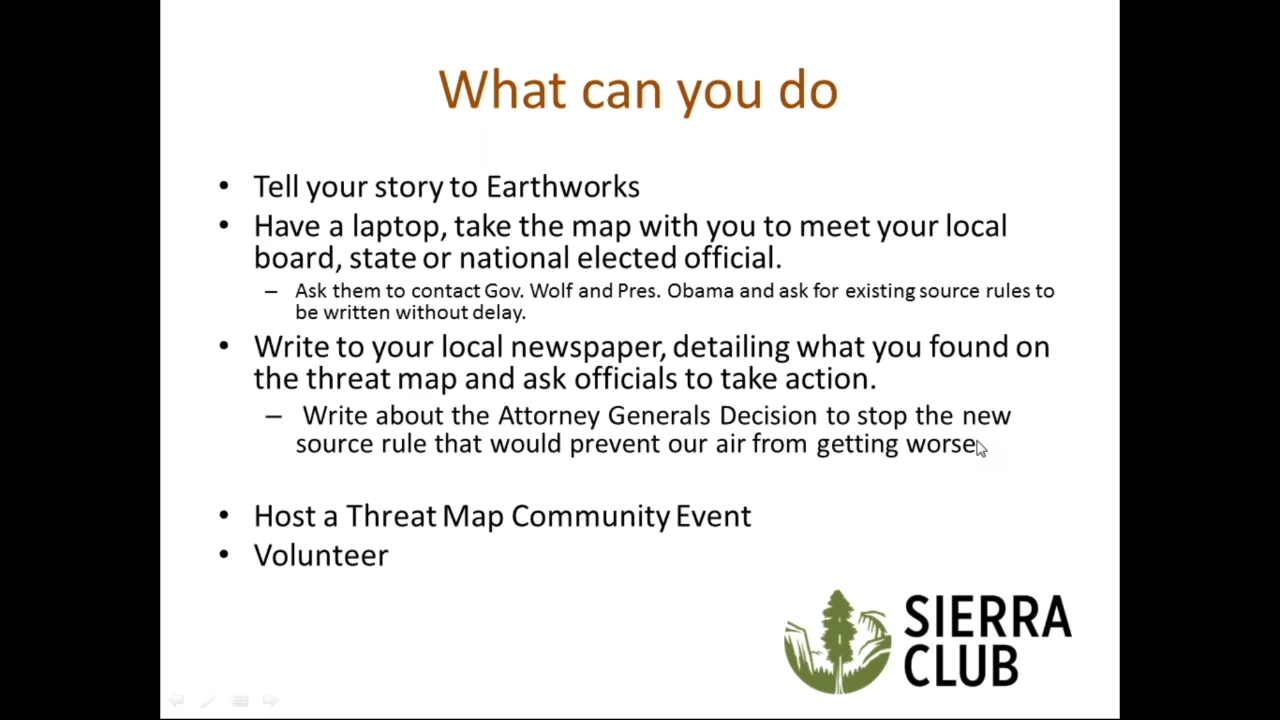 What can you do
• Tell your story to Earthworks
• Have a laptop, take the map with you to meet your local
board, state or national elected official.
– Ask them to contact Gov. Wolf and Pres. Obama and ask for existing source rules to
be written without delay.
• Write to your local newspaper, detailing what you found on
the threat map and ask officials to take action.
– Write about the Attorney Generals Decision to stop the new
source rule that would prevent our air from getting worse
• Host a Threat Map Community Event
• Volunteer
SIERRA
CLUB